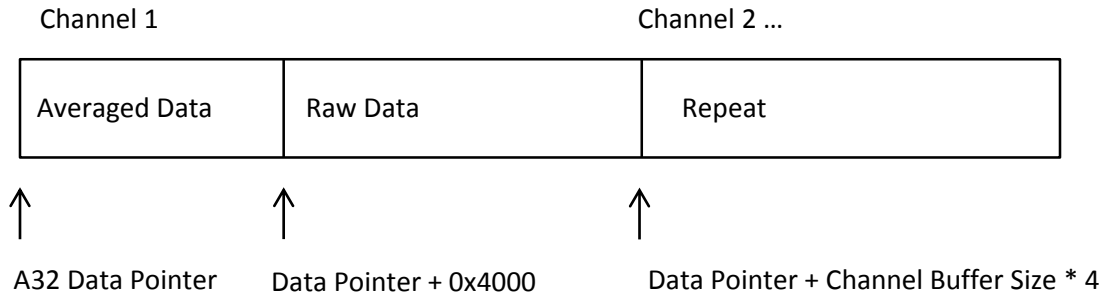 Channel 1
Channel 2 ...
Averaged Data
Raw Data
Repeat
A32 Data Pointer
Data Pointer + 0x4000
Data Pointer + Channel Buffer Size * 4